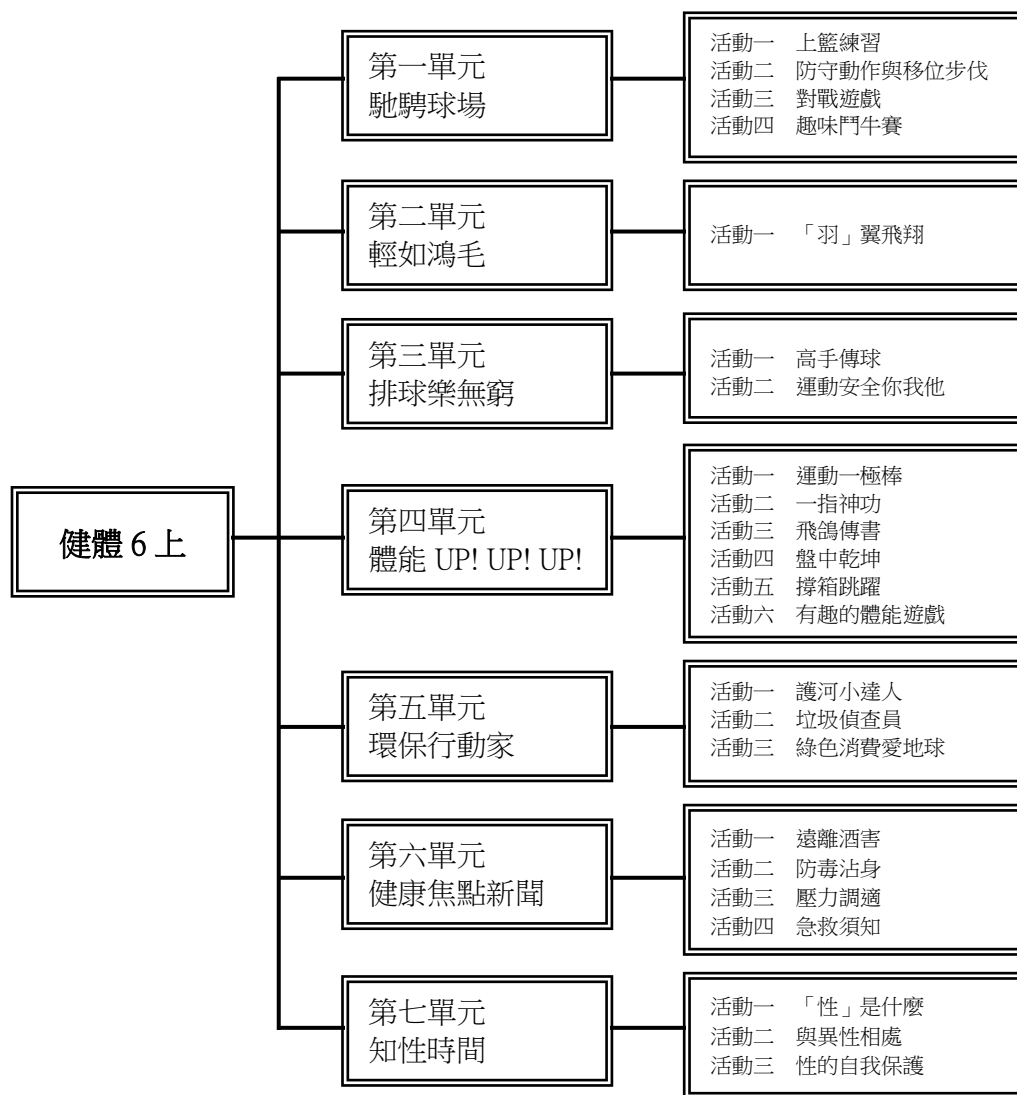 健體 6 上
第一單元
馳騁球場
活動一　上籃練習
活動二　防守動作與移位步伐
活動三　對戰遊戲
活動四　趣味鬥牛賽
第二單元
輕如鴻毛
活動一　「羽」翼飛翔
第三單元
排球樂無窮
活動一　高手傳球
活動二　運動安全你我他
第四單元
體能 UP! UP! UP!
活動一　運動一極棒
活動二　一指神功
活動三　飛鴿傳書
活動四　盤中乾坤
活動五　撐箱跳躍
活動六　有趣的體能遊戲
第五單元
環保行動家
活動一　護河小達人
活動二　垃圾偵查員
活動三　綠色消費愛地球
第六單元
健康焦點新聞
活動一　遠離酒害
活動二　防毒沾身
活動三　壓力調適
活動四　急救須知
第七單元
知性時間
活動一　「性」是什麼
活動二　與異性相處
活動三　性的自我保護